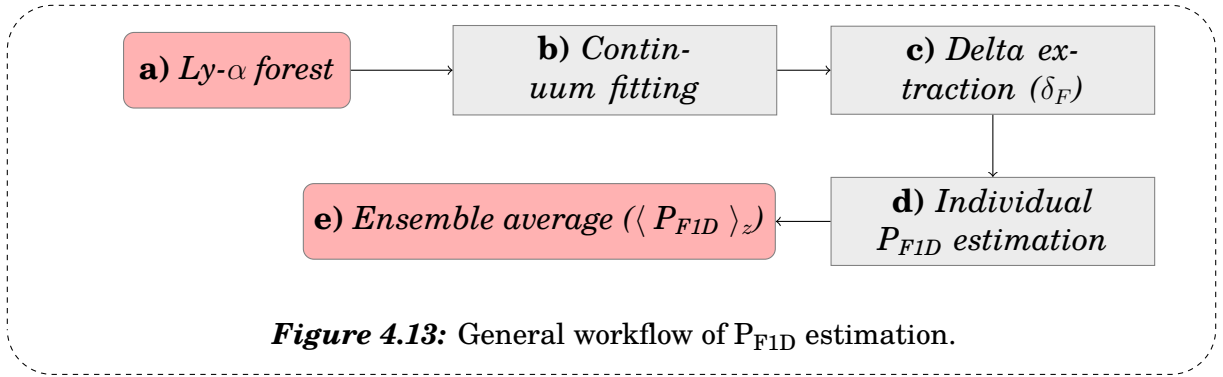 a) Ly-α forest
b) Contin-
uum fitting
c) Delta ex-
traction (δ_F)
d) Individual
P_F1D estimation
e) Ensemble average (⟨ P_F1D ⟩_z)
Figure 4.13: General workflow of P_F1D estimation.